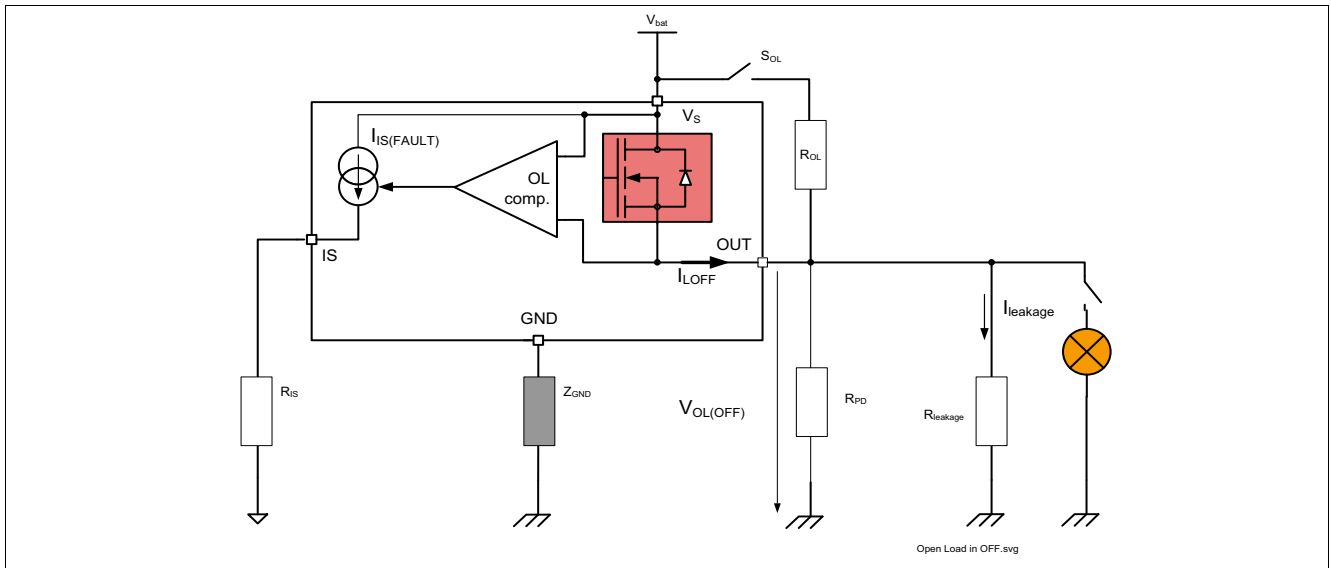 Vbat
SOL
VS
IIS(FAULT)
ROL
OL
comp.
OUT
IS
ILOFF
GND
Ileakage
RIS
ZGND
VOL(OFF)
RPD
Rleakage
Open Load in OFF.svg